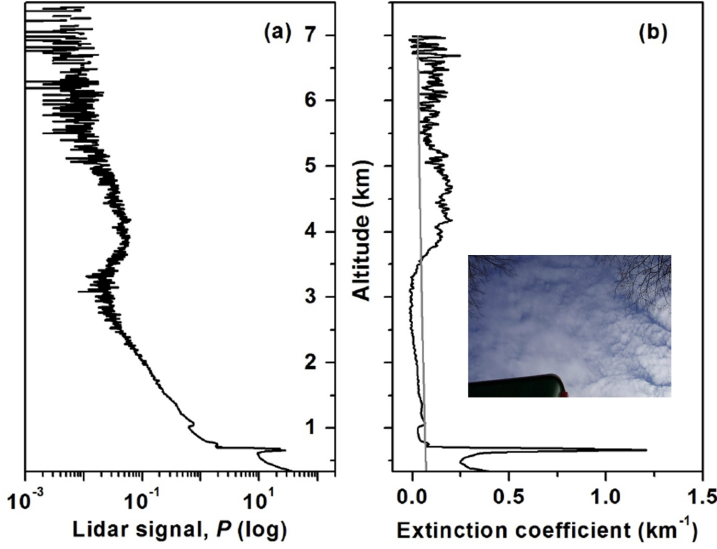 (a)
(b)
7
6
5
4
3
2
1
Altitude (km)
10-3 10-1 101
0.0 0.5 1.0 1.5
Lidar signal, P (log)
Extinction coefficient (km-1)